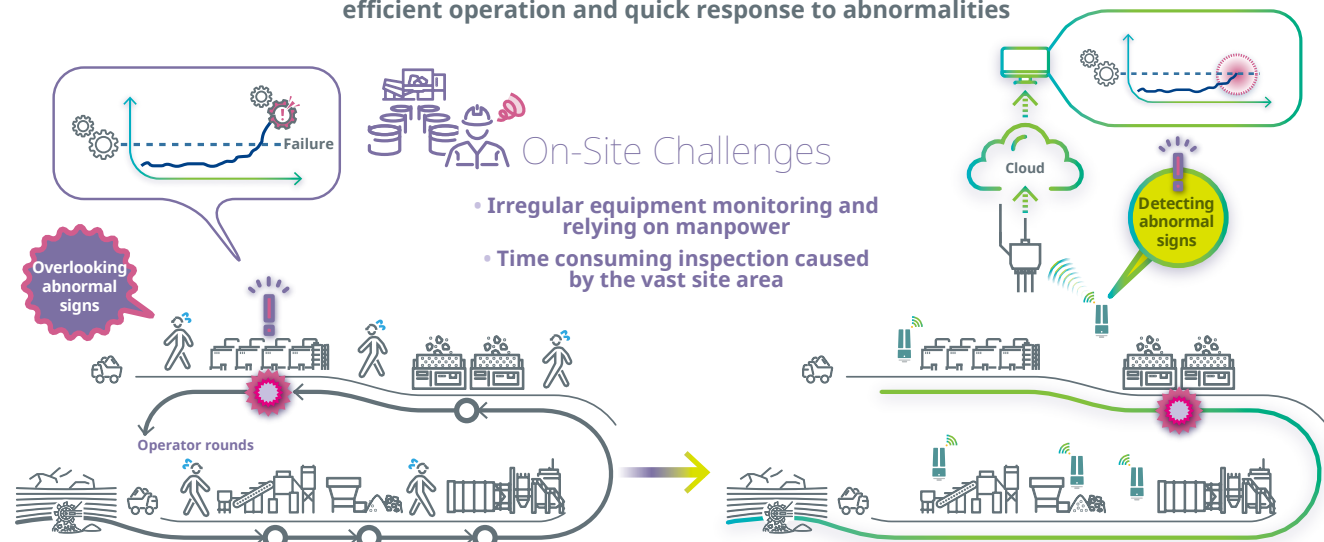 efficient operation and quick response to abnormalities
Failure
On-Site Challenges
• Irregular equipment monitoring and
relying on manpower
• Time consuming inspection caused
by the vast site area
Overlooking
abnormal
signs
Operator rounds
Cloud
Detecting
abnormal
signs